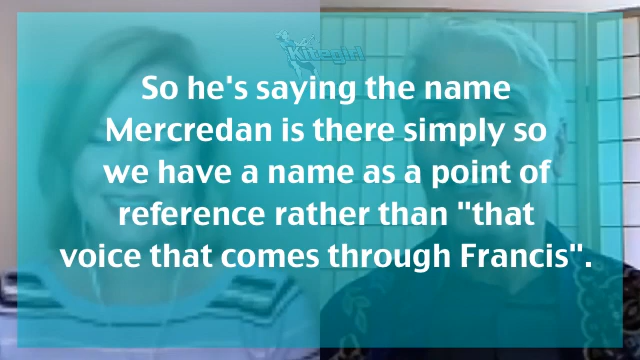 Kitegirl
So he's saying the name
Mercredan is there simply so
we have a name as a point of
reference rather than "that
voice that comes through Francis".